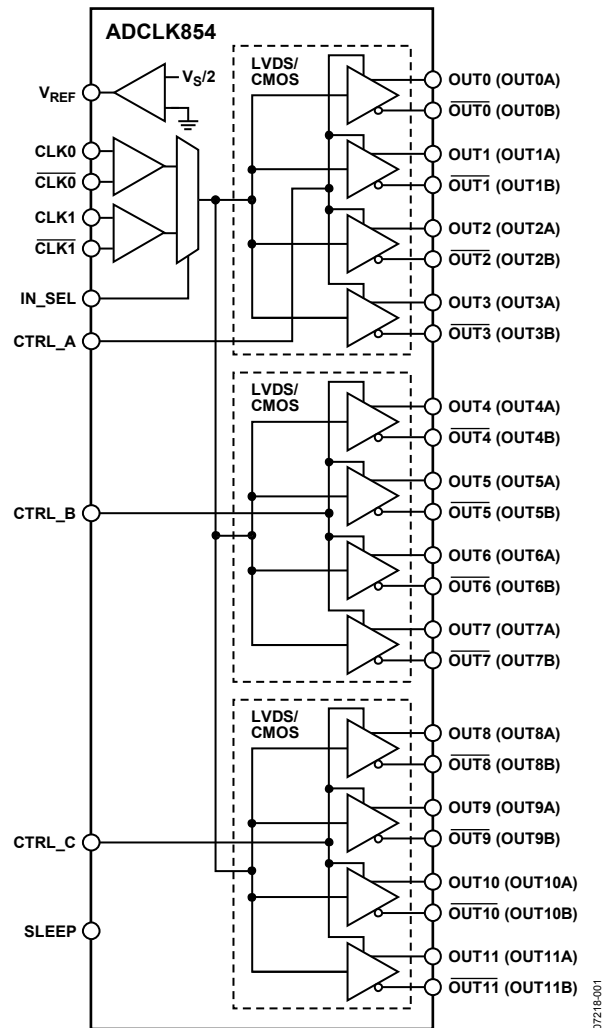 ADCLK854
LVDS/
CMOS
VREF
VS/2
CLK0
CLK0
CLK1
CLK1
IN_SEL
CTRL_A
OUT0 (OUT0A)
OUT0 (OUT0B)
OUT1 (OUT1A)
OUT1 (OUT1B)
OUT2 (OUT2A)
OUT2 (OUT2B)
OUT3 (OUT3A)
OUT3 (OUT3B)
LVDS/
CMOS
CTRL_B
OUT4 (OUT4A)
OUT4 (OUT4B)
OUT5 (OUT5A)
OUT5 (OUT5B)
OUT6 (OUT6A)
OUT6 (OUT6B)
OUT7 (OUT7A)
OUT7 (OUT7B)
LVDS/
CMOS
CTRL_C
SLEEP
OUT8 (OUT8A)
OUT8 (OUT8B)
OUT9 (OUT9A)
OUT9 (OUT9B)
OUT10 (OUT10A)
OUT10 (OUT10B)
OUT11 (OUT11A)
OUT11 (OUT11B)
07218-001